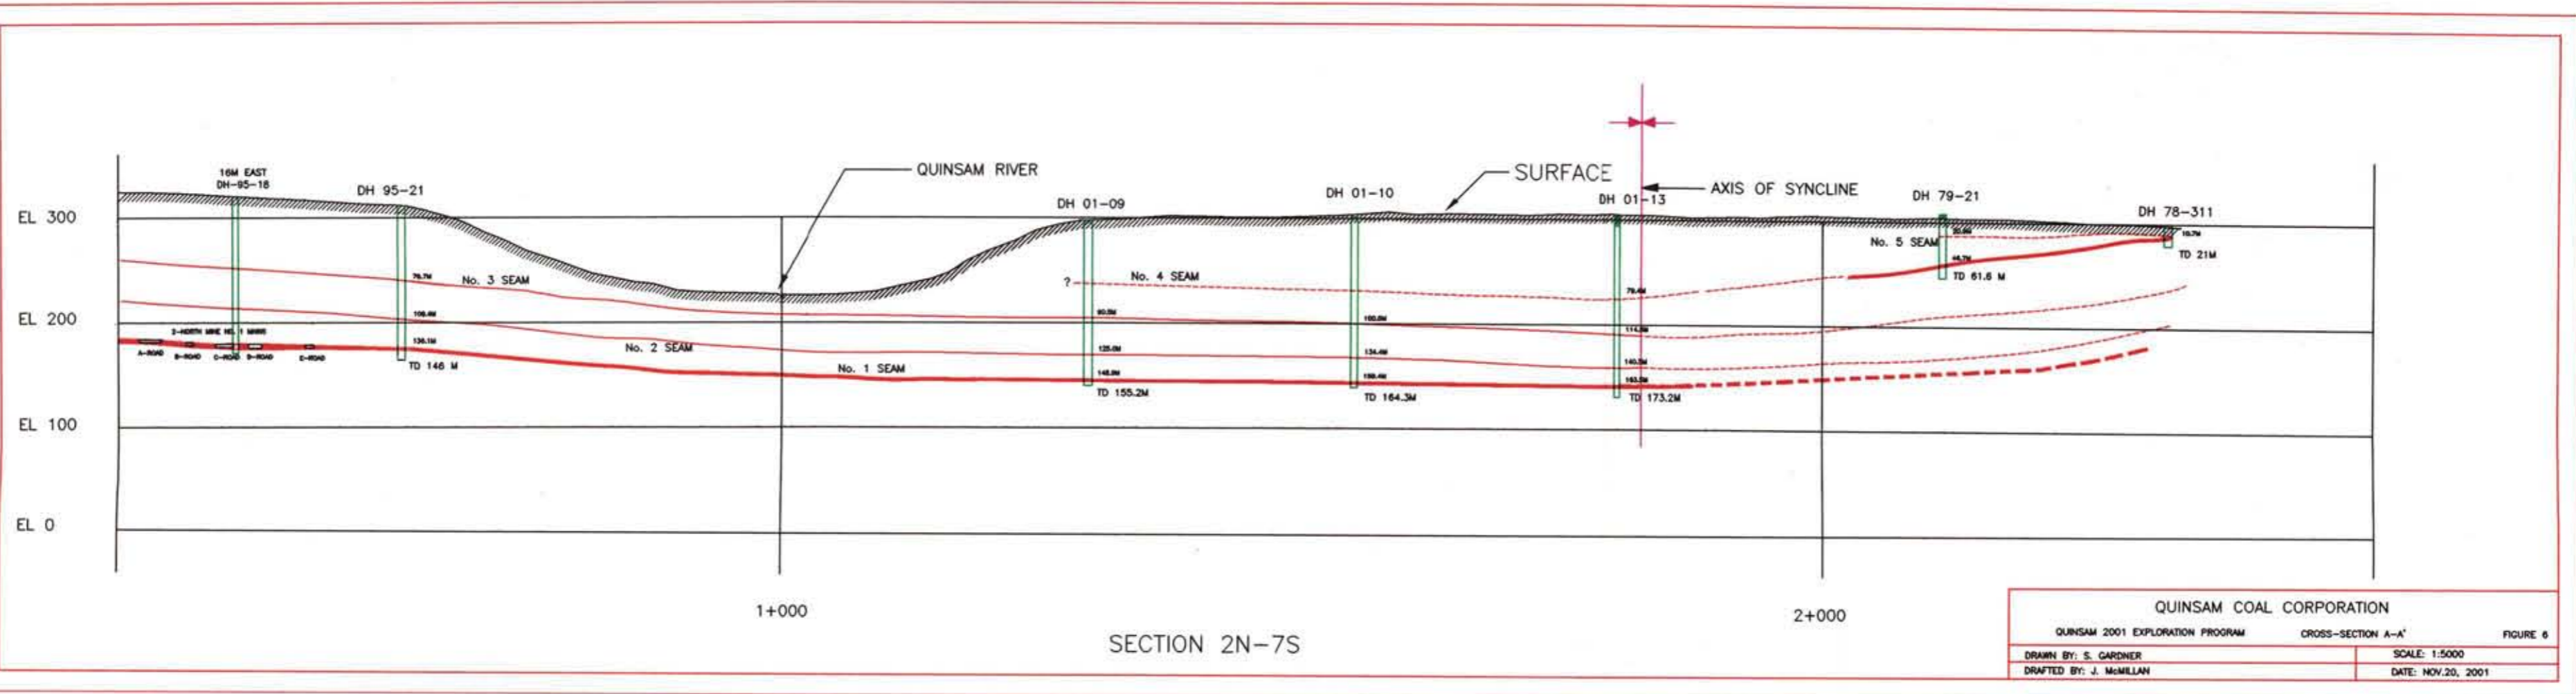 16M EAST
DH-95-18
DH 95-21
QUINSAM RIVER
DH 01-09
DH 01-10
SURFACE
DH 01-13
AXIS OF SYNCLINE
DH 79-21
DH 78-311
EL 300
EL 200
EL 100
EL 0
No. 5 SEAM
TD 21M
TD 61.6 M
No. 3 SEAM
?
No. 4 SEAM
No. 2 SEAM
No. 1 SEAM
A-ROAD
B-ROAD
C-ROAD
D-ROAD
E-ROAD
TD 146 M
TD 155.2M
TD 164.3M
TD 173.2M
1+000
2+000
SECTION 2N-7S
QUINSAM COAL CORPORATION
QUINSAM 2001 EXPLORATION PROGRAM CROSS-SECTION A-A' FIGURE 6
DRAWN BY: S. GARDNER SCALE: 1:5000
DRAFTED BY: J. McMILLAN DATE: NOV.20, 2001